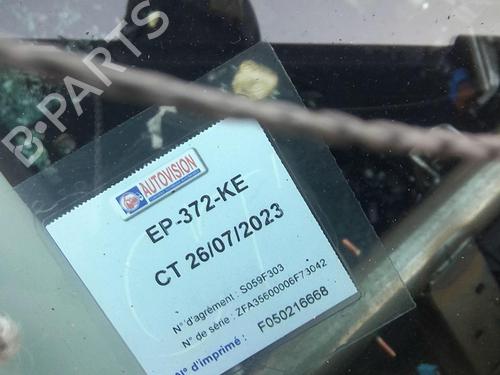 B-PARTS
AUTOVISION
EP-372-KE
CT 26/07/2023
N° d'agrément : S059F303
N° de série : ZFA35600006F73042
N° d'imprimé : F050216668